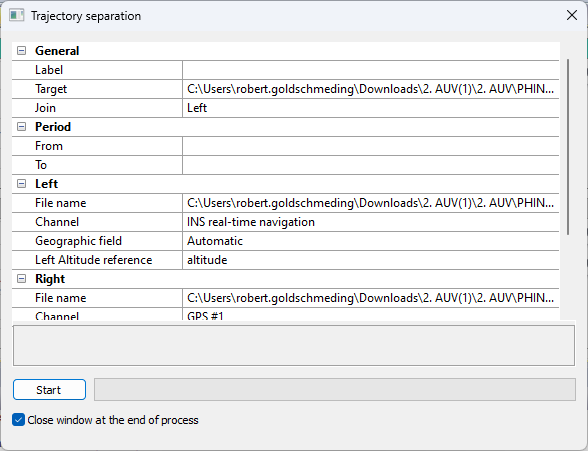 Trajectory separation
General
Label
Target C:\Users\robert.goldschmeding\Downloads\2. AUV(1)\2. AUV\PHIN...
Join Left
Period
From
To
Left
File name C:\Users\robert.goldschmeding\Downloads\2. AUV(1)\2. AUV\PHIN...
Channel INS real-time navigation
Geographic field Automatic
Left Altitude reference altitude
Right
File name C:\Users\robert.goldschmeding\Downloads\2. AUV(1)\2. AUV\PHIN...
Channel GPS #1
Start
Close window at the end of process